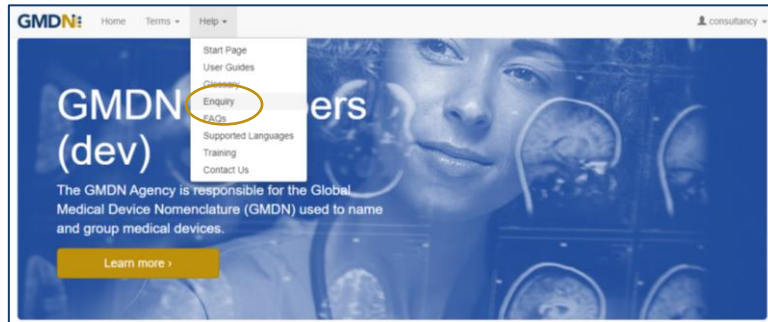 GMDN
Home Terms Help
consultancy
Start Page
User Guides
Glossary
Enquiry
FAQs
Supported Languages
Training
Contact Us
GMDN ers
(dev)
The GMDN Agency is responsible for the Global
Medical Device Nomenclature (GMDN) used to name
and group medical devices.
Learn more ›